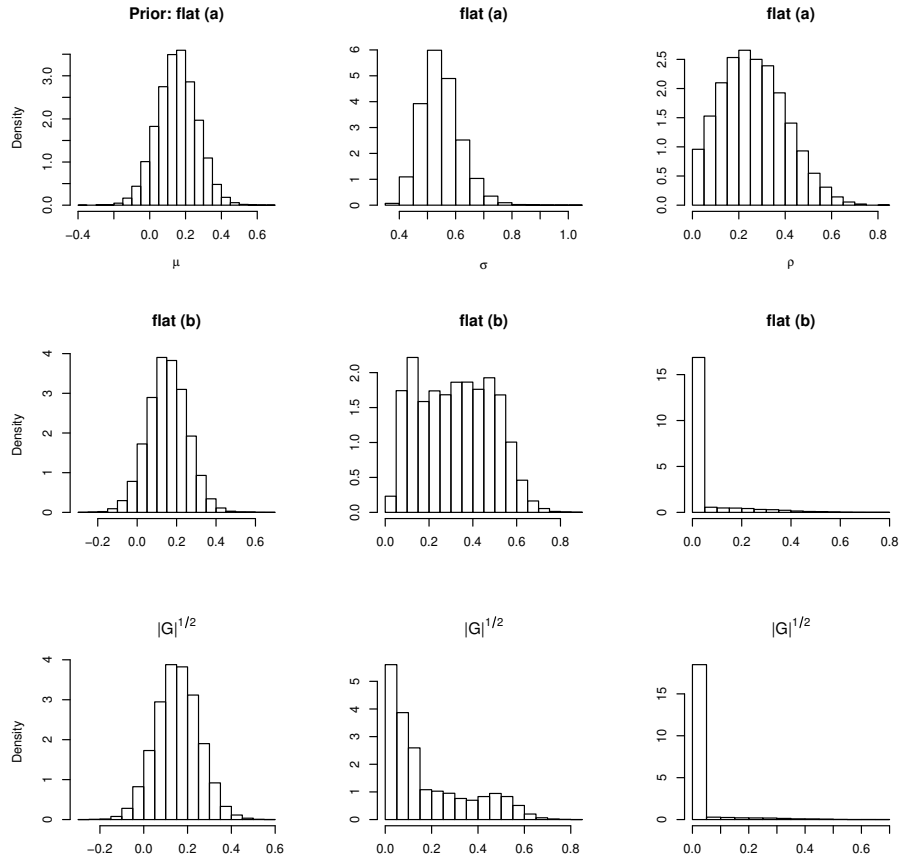 Prior: flat (a)
flat (a)
flat (a)
Density
0.0 1.0 2.0 3.0
0 1 2 3 4 5 6
0.0 0.5 1.0 1.5 2.0 2.5
−0.4 0.0 0.2 0.4 0.6
0.4 0.6 0.8 1.0
0.0 0.2 0.4 0.6 0.8
μ
σ
ρ
flat (b)
flat (b)
flat (b)
Density
0 1 2 3 4
0.0 0.5 1.0 1.5 2.0
0 5 10 15
−0.2 0.0 0.2 0.4 0.6
0.0 0.2 0.4 0.6 0.8
0.0 0.2 0.4 0.6 0.8
|G|^1/2
|G|^1/2
|G|^1/2
Density
0 1 2 3 4
0 1 2 3 4 5
0 5 10 15
−0.2 0.0 0.2 0.4 0.6
0.0 0.2 0.4 0.6 0.8
0.0 0.2 0.4 0.6